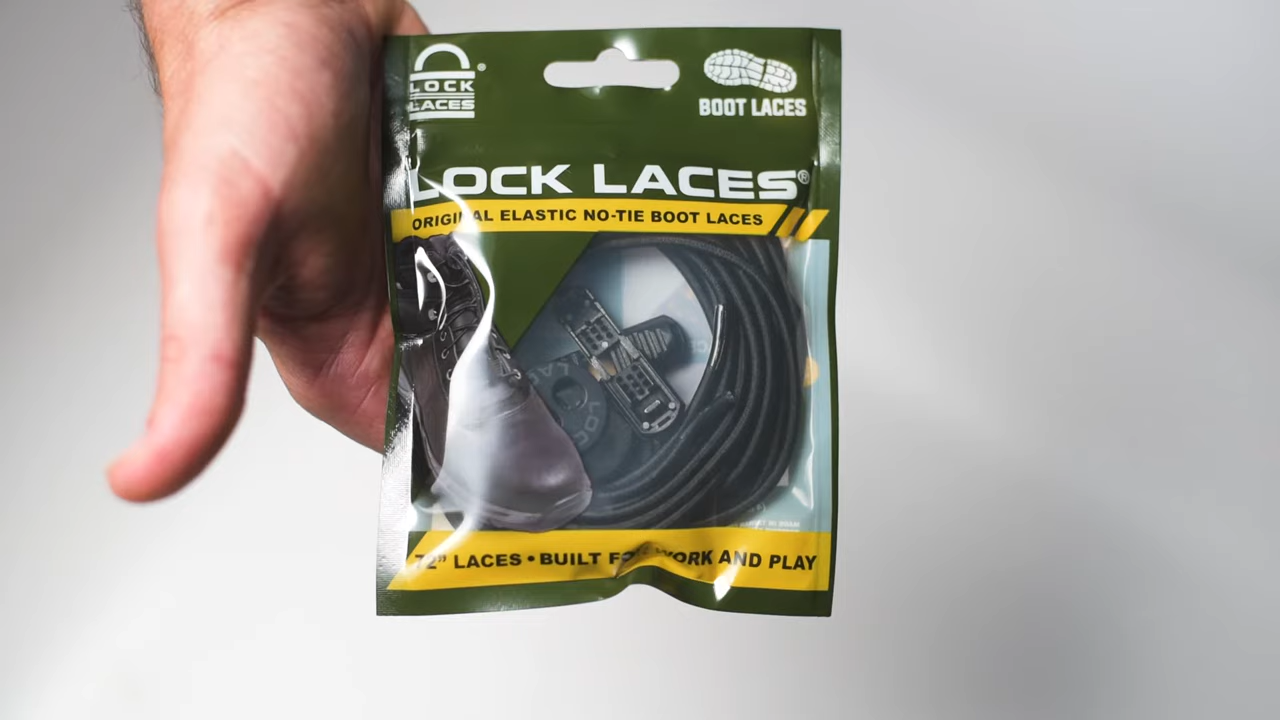 LOCK
LACES
BOOT LACES
LOCK LACES®
ORIGINAL ELASTIC NO-TIE BOOT LACES
72" LACES • BUILT FOR WORK AND PLAY